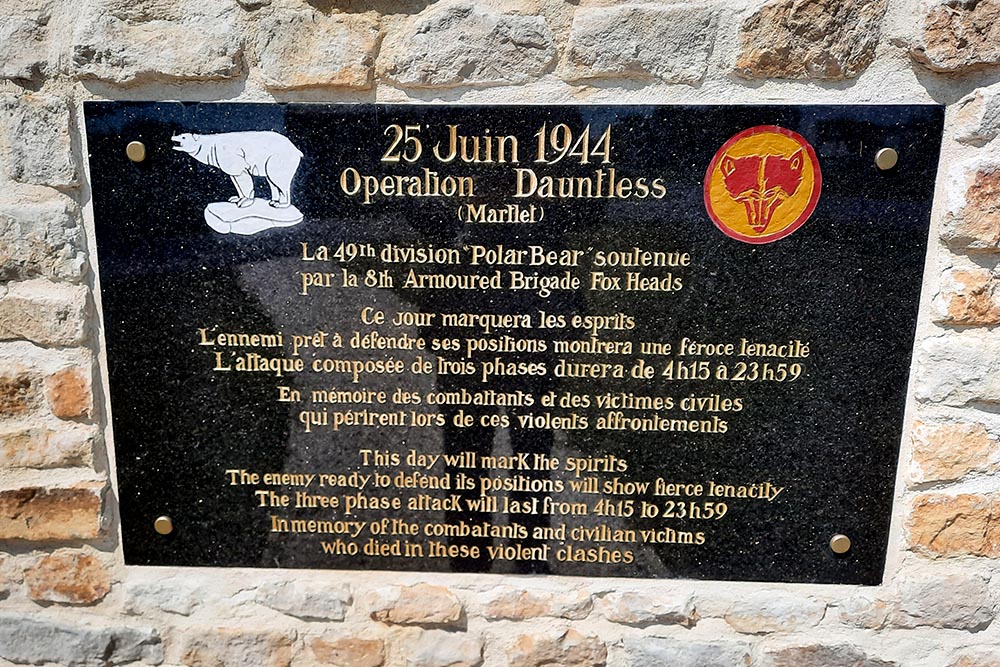 25 Juin 1944
Operation Dauntless
(Martlet)
La 49th division "Polar Bear" soutenue
par la 8th Armoured Brigade Fox Heads
Ce jour marquera les esprits
L'ennemi prêt à défendre ses positions montrera une féroce tenacité
L'attaque composée de trois phases durera de 4h15 à 23h59
En mémoire des combattants et des victimes civiles
qui périrent lors de ces violents affrontements
This day will mark the spirits
The enemy ready to defend its positions will show fierce tenacity
The three phase attack will last from 4h15 to 23h59
In memory of the combatants and civilian victims
who died in these violent clashes